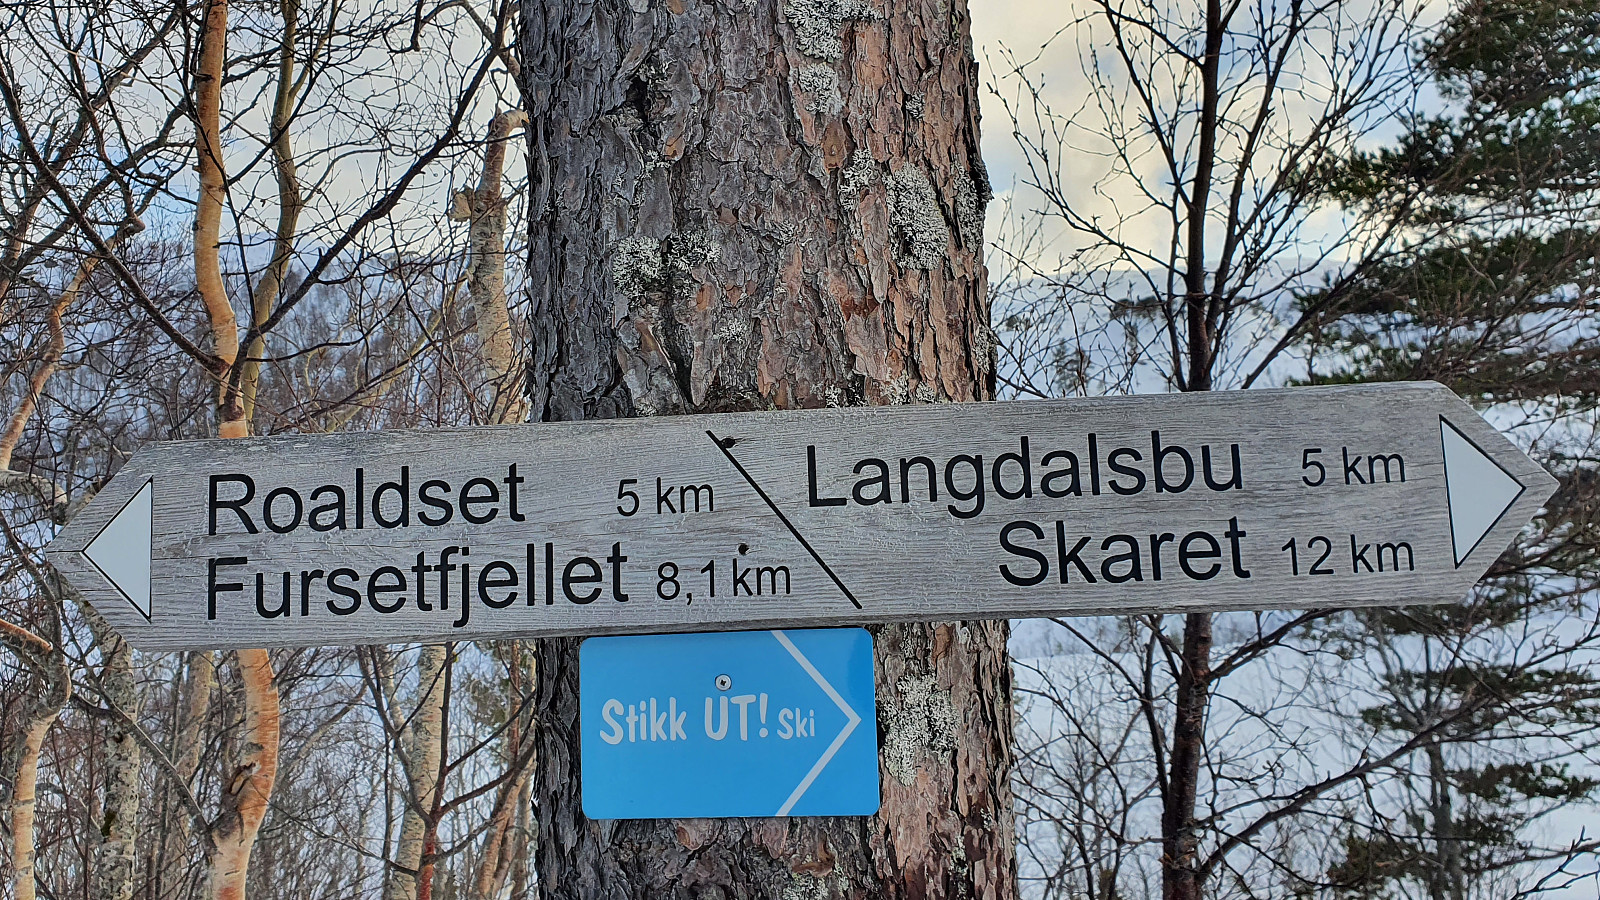 Roaldset 5 km
Fursetfjellet 8,1 km
Langdalsbu 5 km
Skaret 12 km
Stikk UT! Ski